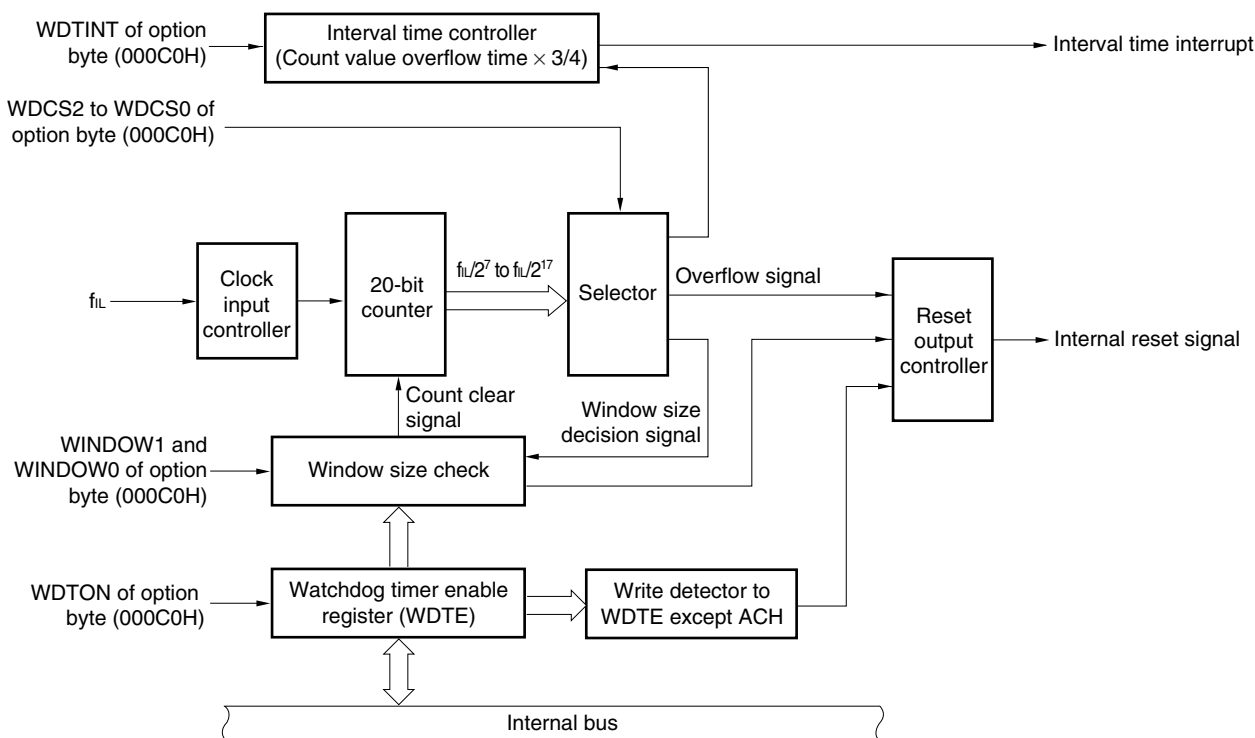 WDTINT of option
byte (000C0H)
Interval time controller
(Count value overflow time × 3/4)
Interval time interrupt
WDCS2 to WDCS0 of
option byte (000C0H)
fIL
Clock
input
controller
20-bit
counter
fIL/2⁷ to fIL/2¹⁷
Selector
Overflow signal
Reset
output
controller
Internal reset signal
Count clear
signal
Window size
decision signal
WINDOW1 and
WINDOW0 of option
byte (000C0H)
Window size check
WDTON of option
byte (000C0H)
Watchdog timer enable
register (WDTE)
Write detector to
WDTE except ACH
Internal bus